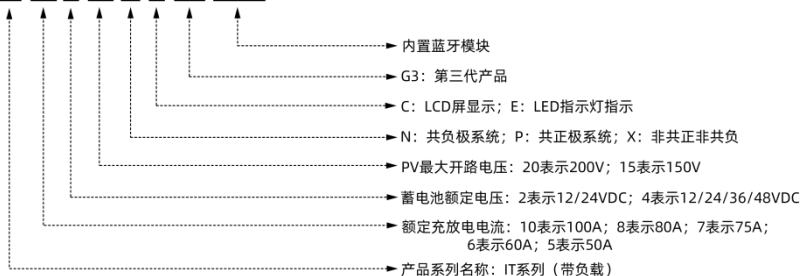 内置蓝牙模块
G3：第三代产品
C：LCD屏显示；E：LED指示灯指示
N：共负极系统；P：共正极系统；X：非共正非共负
PV最大开路电压：20表示200V；15表示150V
蓄电池额定电压：2表示12/24VDC；4表示12/24/36/48VDC
额定充放电电流：10表示100A；8表示80A；7表示75A；
6表示60A；5表示50A
产品系列名称：IT系列（带负载）